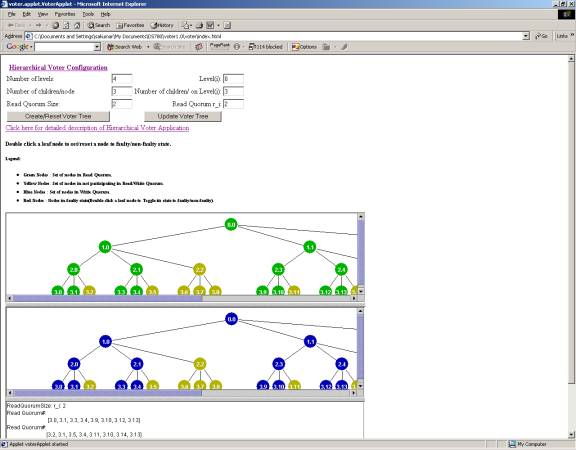 voter.applet.VoterApplet - Microsoft Internet Explorer
File Edit View Favorites Tools Help
Back Search Favorites History
Address C:\Documents and Settings\sakumar\My Documents\DS780\voters1.0\voter\index.html Go Links »
Google Search Web Search Site PageRank 3114 blocked Options
Hierarchical Voter Configuration
Number of levels: 4 Level(i): 0
Number of children/node 3 Number of children/ on Level(i): 3
Read Quorum Size: 2 Read Quorum r_i: 2
Create/Reset Voter Tree Update Voter Tree
Click here for detailed description of Hierarchical Voter Application
Double click a leaf node to set/reset a node to faulty/non-faulty state.
Legend:
Green Nodes : Set of nodes in Read Quorum.
Yellow Nodes : Set of nodes in not participating in Read/Write Quorum.
Blue Nodes : Set of nodes in Write Quorum.
Red Nodes : Nodes in faulty state(Double click a leaf node to Toggle its state to faulty/non-faulty).
0.0
1.0 1.1
2.0 2.1 2.2 2.3 2.4
3.0 3.1 3.2 3.3 3.4 3.5 3.6 3.7 3.8 3.9 3.10 3.11 3.12 3.13
0.0
1.0 1.1
2.0 2.1 2.2 2.3 2.4
3.0 3.1 3.2 3.3 3.4 3.5 3.6 3.7 3.8 3.9 3.10 3.11 3.12 3.13
ReadQuorumSize: r_i: 2
Read Quorum#:
{3.0, 3.1, 3.3, 3.4, 3.9, 3.10, 3.12, 3.13}
Read Quorum#:
{3.2, 3.1, 3.5, 3.4, 3.11, 3.10, 3.14, 3.13}
Applet voterApplet started My Computer